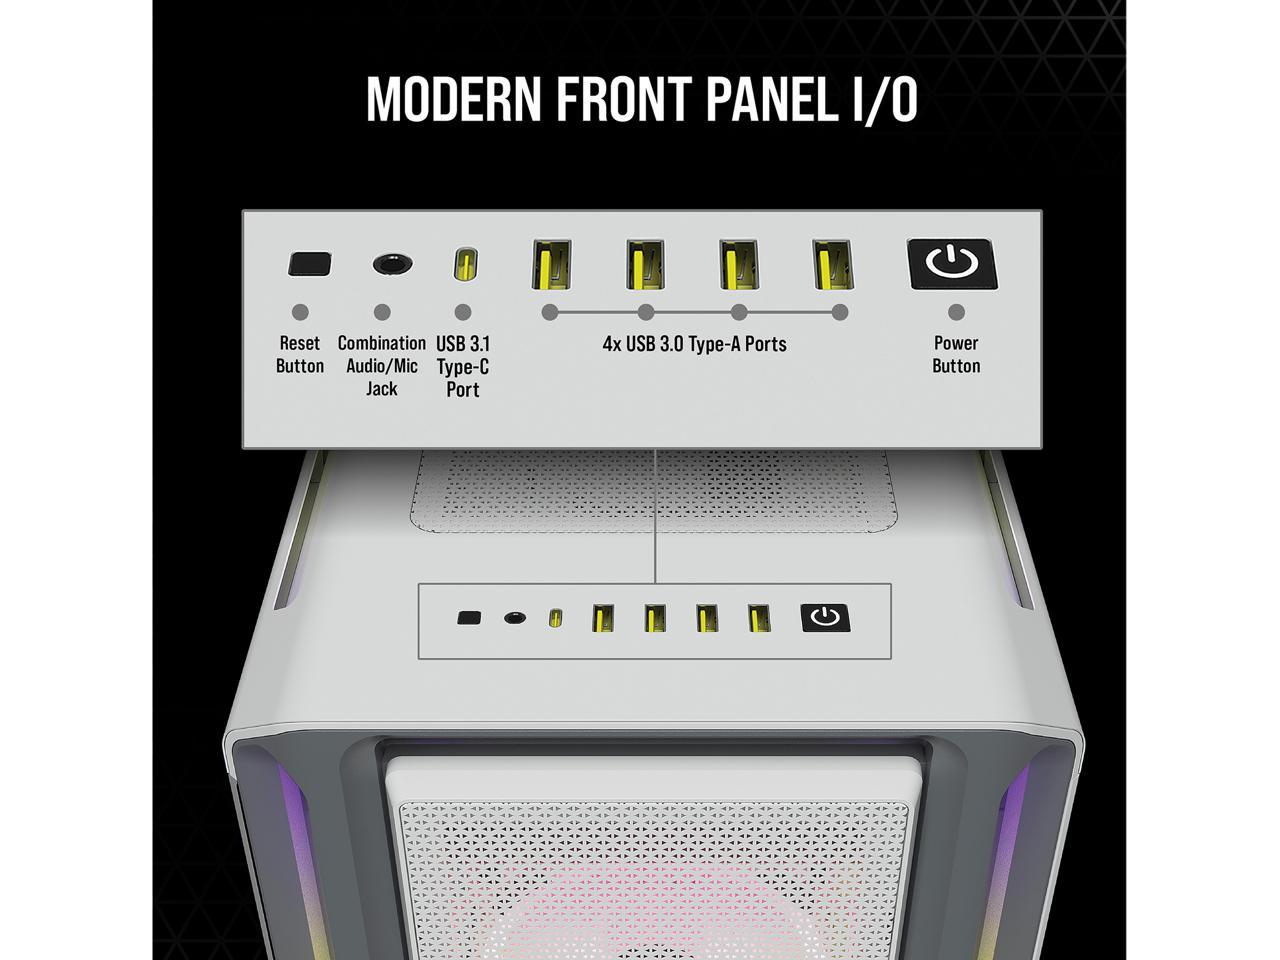 MODERN FRONT PANEL I/O
Reset
Button
Combination
Audio/Mic
Jack
USB 3.1
Type-C
Port
4x USB 3.0 Type-A Ports
Power
Button